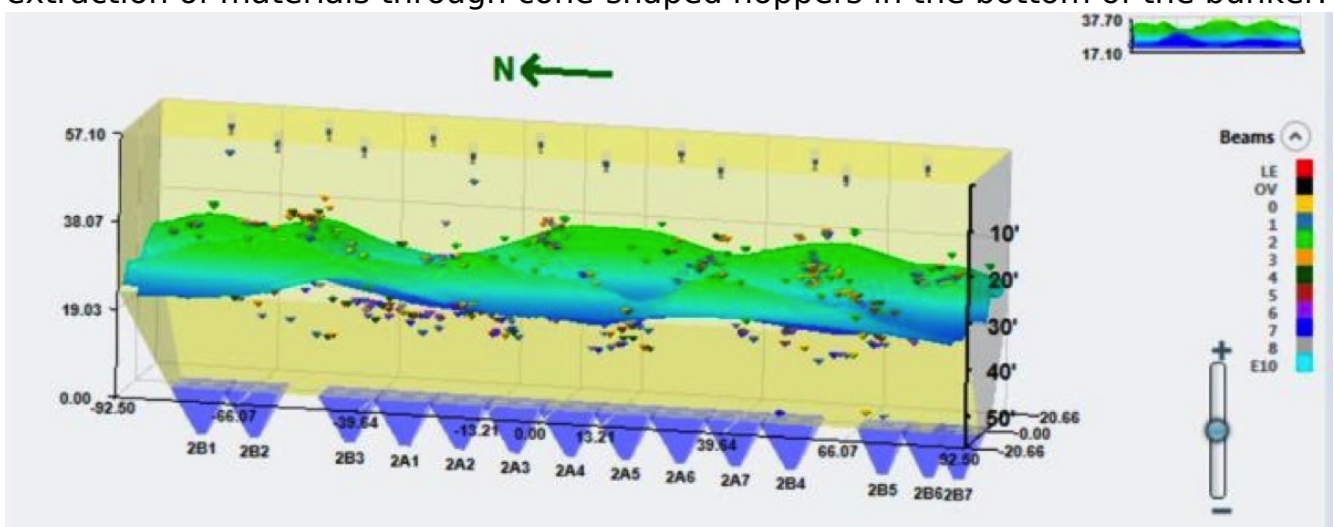 extraction of materials through cone-shaped hoppers in the bottom of the bunker.
37.70
17.10
N
57.10
38.07
19.03
0.00
Beams
LE
OV
0
1
2
3
4
5
6
7
8
E10
10'
20'
30'
40'
50'
-92.50
-66.07
-39.64
-13.21
0.00
13.21
39.64
66.07
92.50
20.66
0.00
-20.66
2B1
2B2
2B3
2A1
2A2
2A3
2A4
2A5
2A6
2A7
2B4
2B5
2B6
2B7
+
−